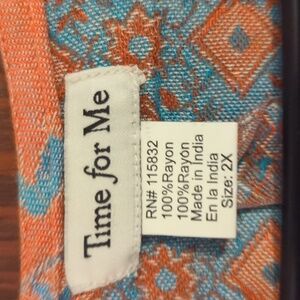 Time for Me
RN# 115832
100%Rayon
100%Rayon
Made in India
En la India
Size: 2X